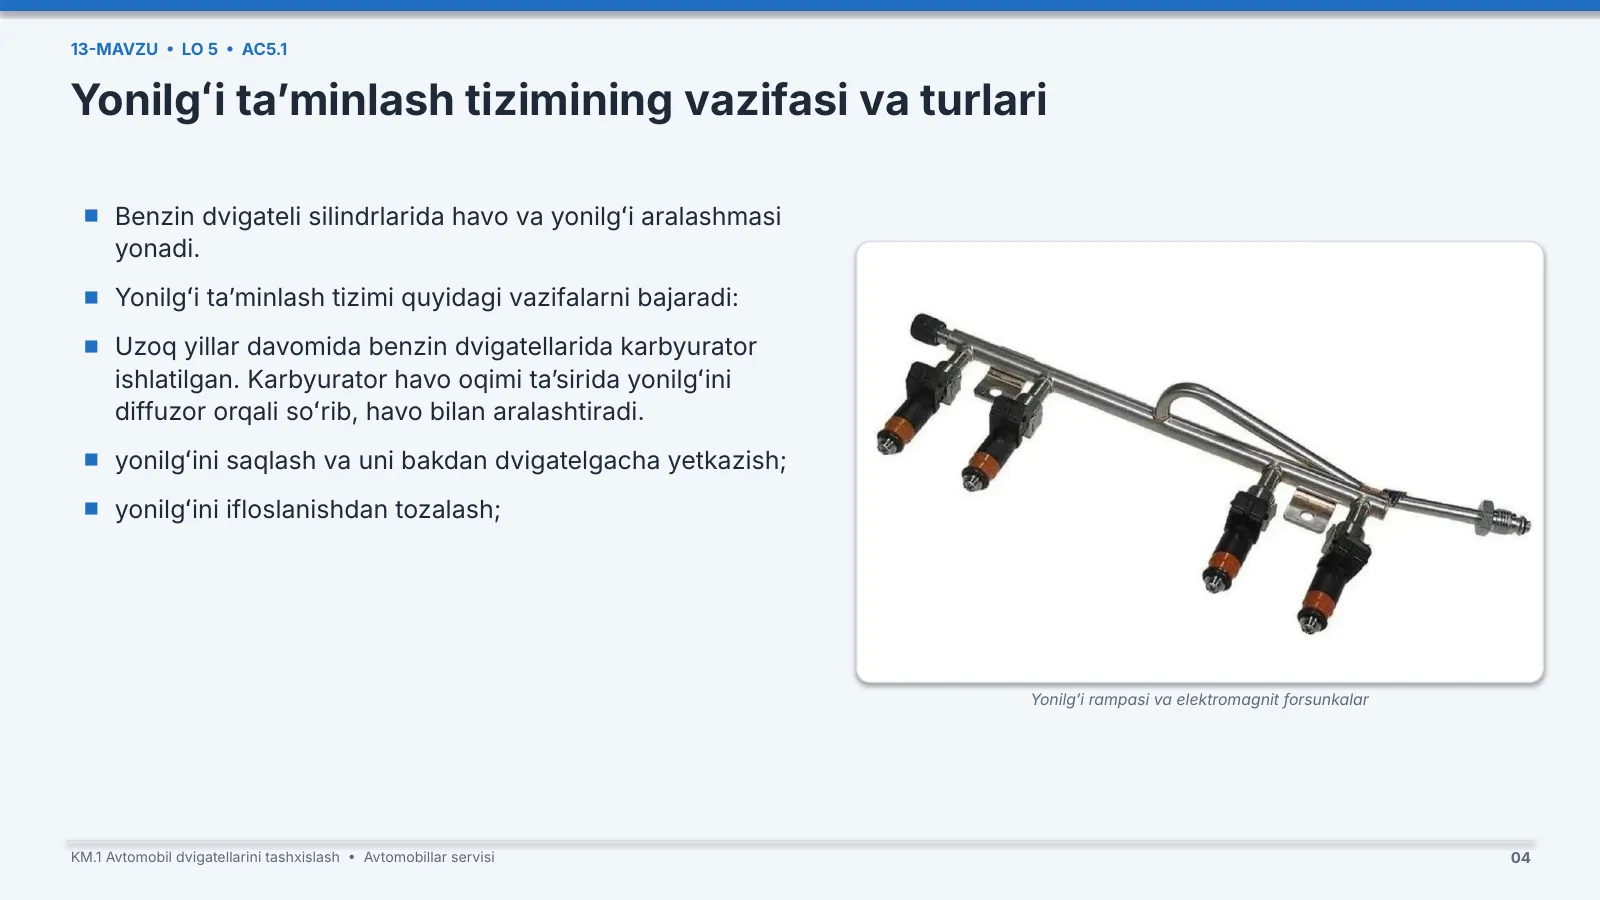 13-MAVZU • LO 5 • AC5.1
Yonilgʻi taʼminlash tizimining vazifasi va turlari
Benzin dvigateli silindrlarida havo va yonilgʻi aralashmasi
yonadi.
Yonilgʻi taʼminlash tizimi quyidagi vazifalarni bajaradi:
Uzoq yillar davomida benzin dvigatellarida karbyurator
ishlatilgan. Karbyurator havo oqimi taʼsirida yonilgʻini
diffuzor orqali soʻrib, havo bilan aralashtiradi.
yonilgʻini saqlash va uni bakdan dvigatelgacha yetkazish;
yonilgʻini ifloslanishdan tozalash;
Yonilgʻi rampasi va elektromagnit forsunkalar
KM.1 Avtomobil dvigatellarini tashxislash • Avtomobillar servisi
04